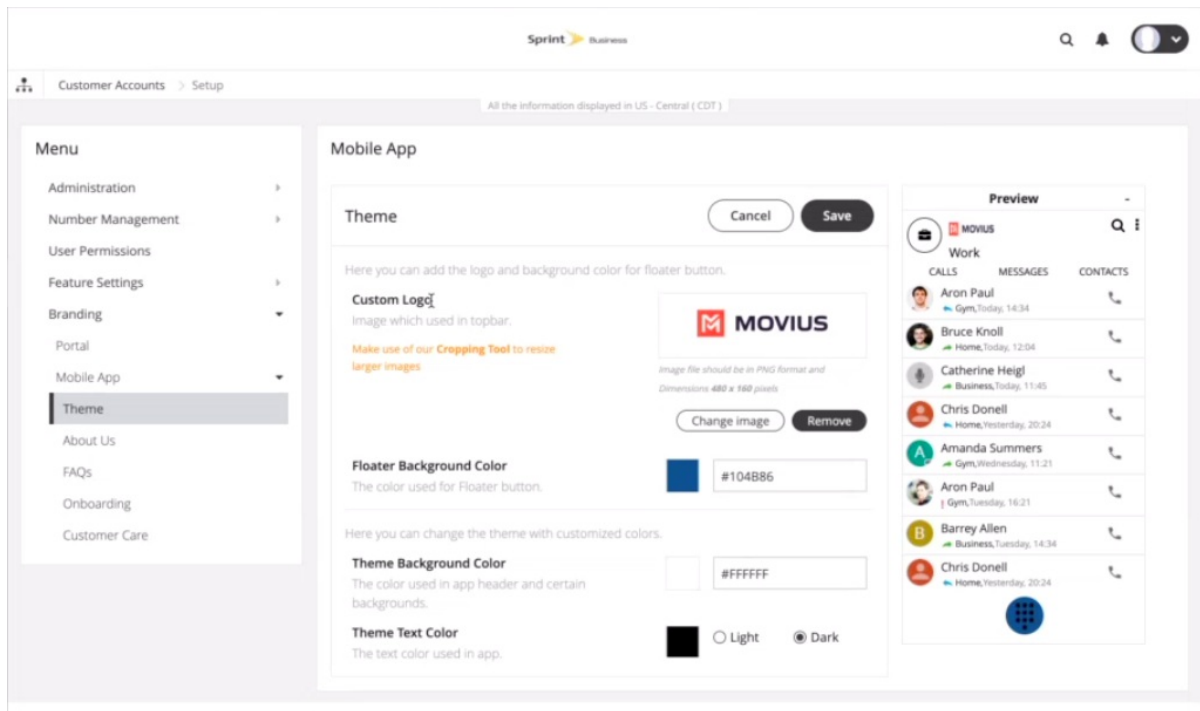 Sprint Business
Customer Accounts > Setup
All the information displayed in US - Central ( CDT )
Menu
Administration
Number Management
User Permissions
Feature Settings
Branding
Portal
Mobile App
Theme
About Us
FAQs
Onboarding
Customer Care
Mobile App
Theme
Cancel
Save
Here you can add the logo and background color for floater button.
Custom Logo
Image which used in topbar.
Make use of our Cropping Tool to resize
larger images
MOVIUS
Image file should be in PNG format and
Dimensions 480 x 160 pixels
Change image
Remove
Floater Background Color
The color used for Floater button.
#104B86
Here you can change the theme with customized colors.
Theme Background Color
The color used in app header and certain
backgrounds.
#FFFFFF
Theme Text Color
The text color used in app.
Light
Dark
Preview -
MOVIUS
Work
CALLS MESSAGES CONTACTS
Aron Paul
Gym,Today, 14:34
Bruce Knoll
Home,Today, 12:04
Catherine Heigl
Business,Today, 11:45
Chris Donell
Home,Yesterday, 20:24
A
Amanda Summers
Gym,Wednesday, 11:21
Aron Paul
Gym,Tuesday, 16:21
B
Barrey Allen
Business,Tuesday, 14:34
Chris Donell
Home,Yesterday, 20:24